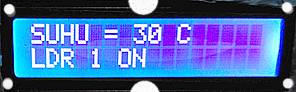 SUHU = 30 C
LDR 1 ON